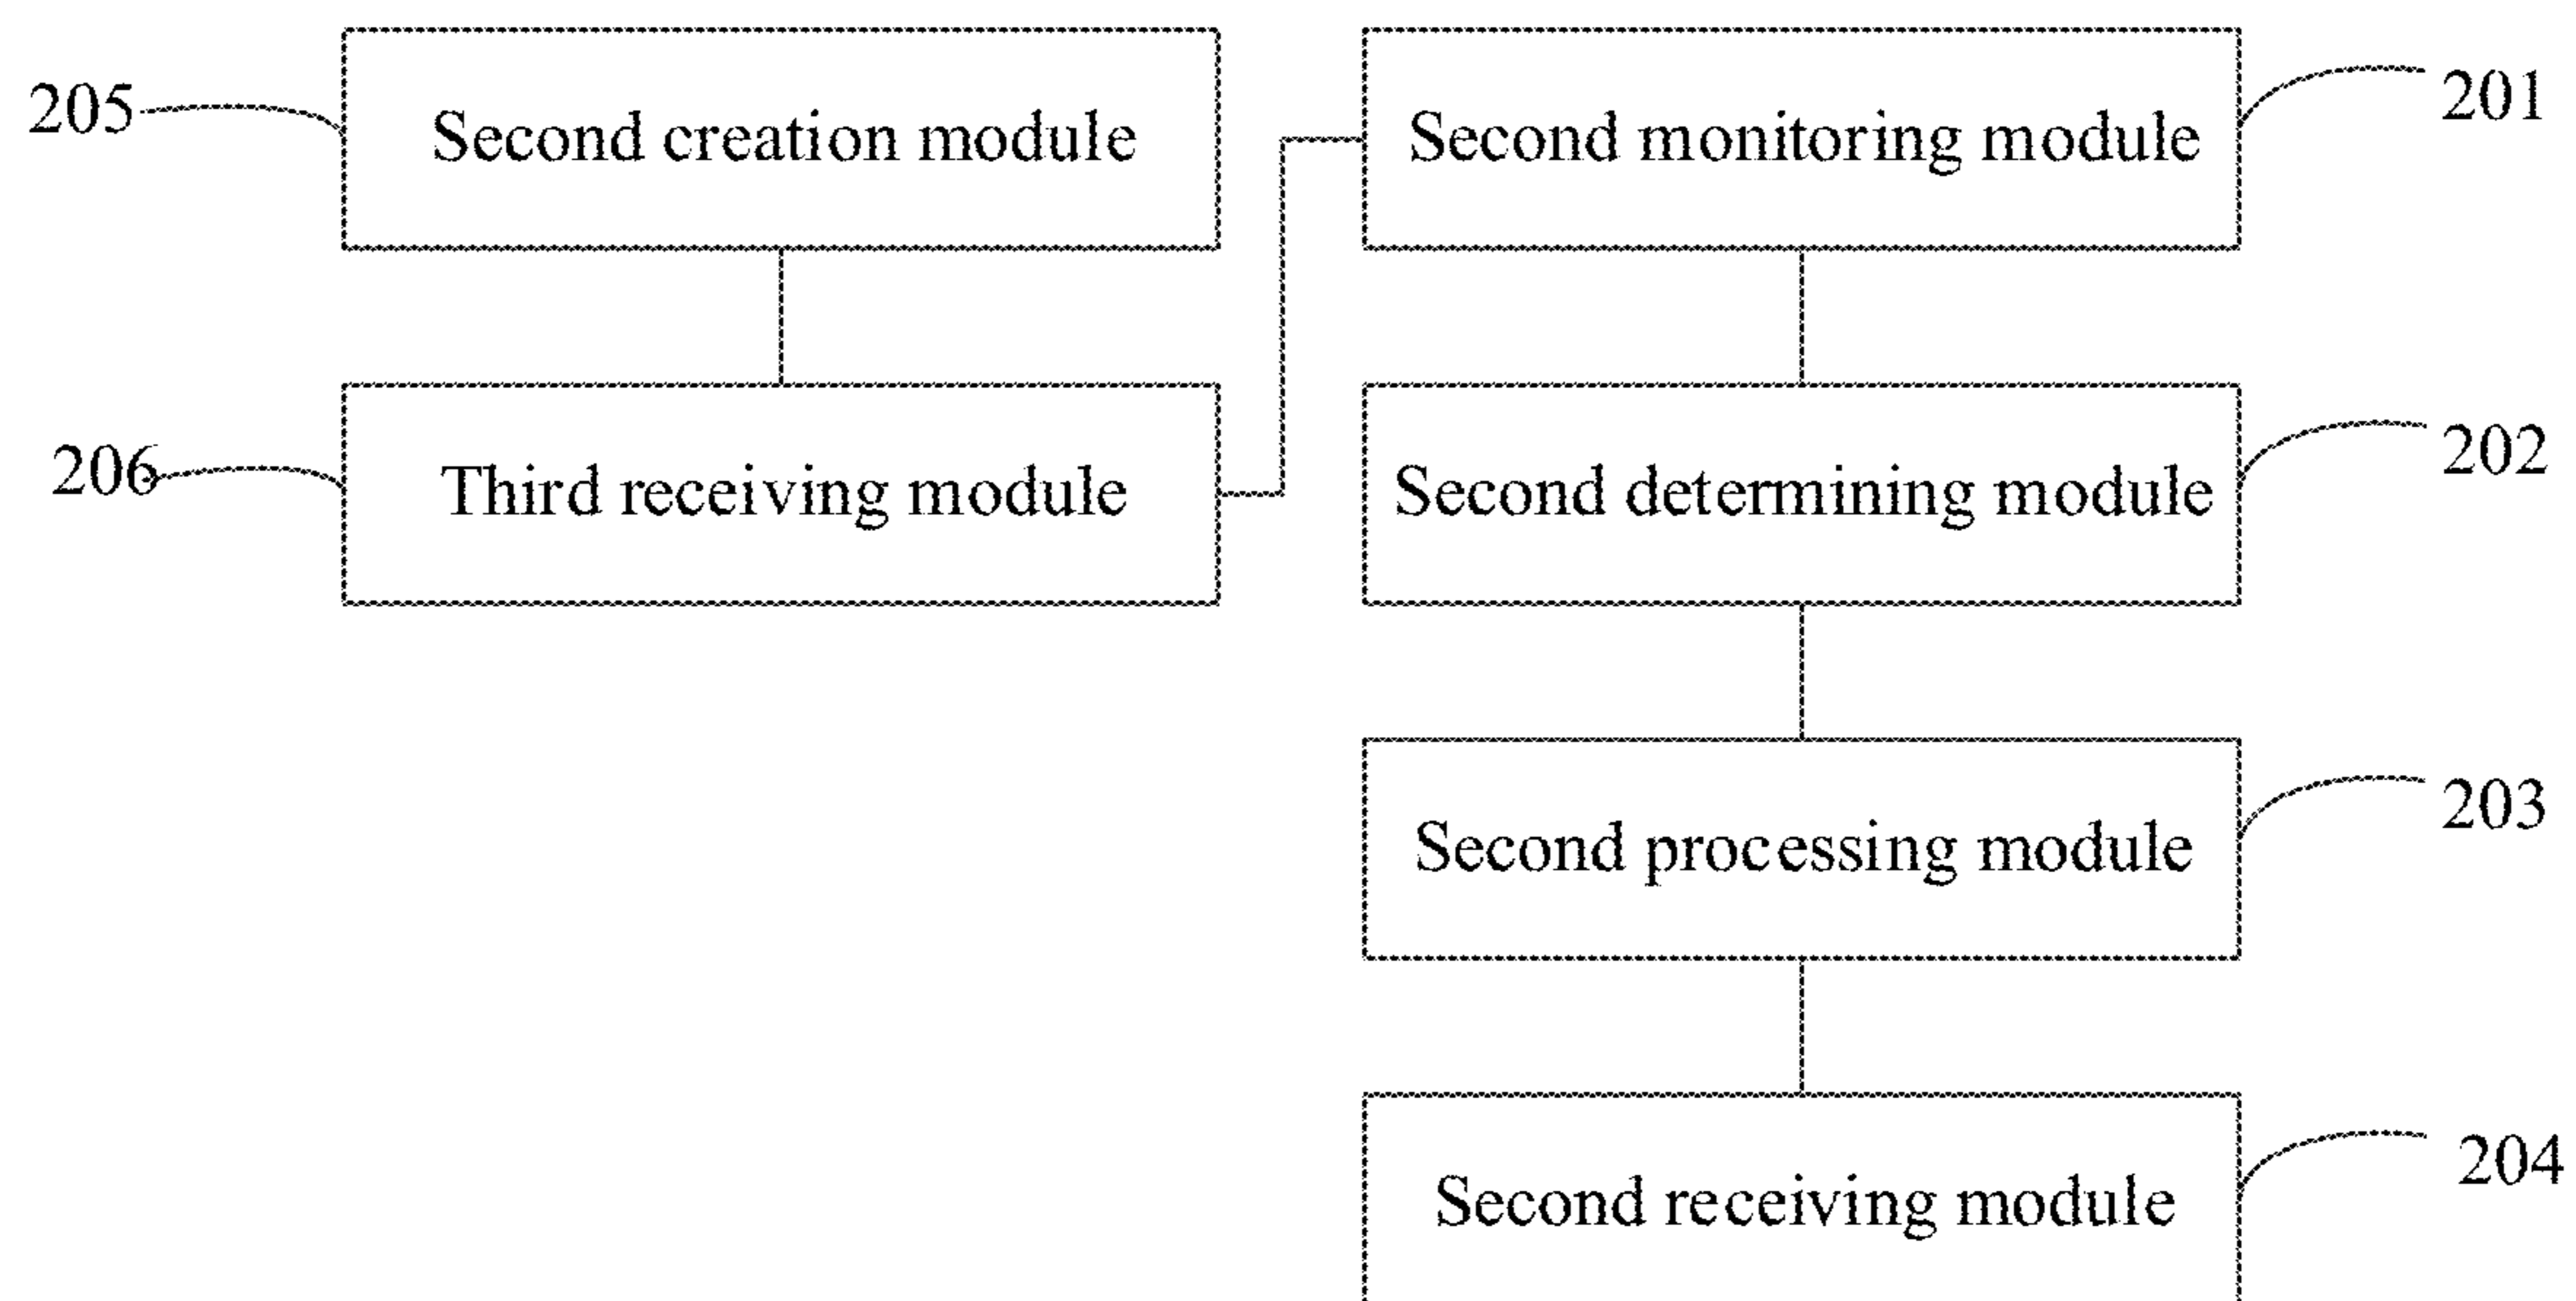 205
Second creation module
Second monitoring module
201
206
Third receiving module
Second determining module
202
Second processing module
203
Second receiving module
204